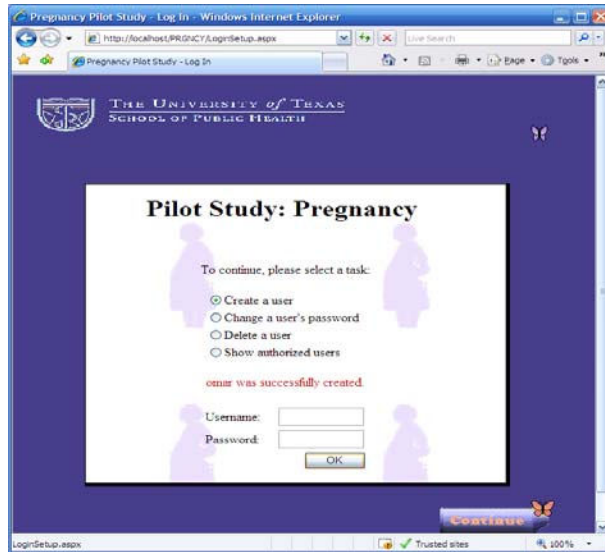 Pregnancy Pilot Study - Log In - Windows Internet Explorer
http://localhost/PRGNCY/LoginSetup.aspx
Live Search
Pregnancy Pilot Study - Log In
Page
Tools
THE UNIVERSITY of TEXAS
SCHOOL OF PUBLIC HEALTH
Pilot Study: Pregnancy
To continue, please select a task:
Create a user
Change a user's password
Delete a user
Show authorized users
omar was successfully created.
Username:
Password:
OK
Continue
LoginSetup.aspx
Trusted sites
100%